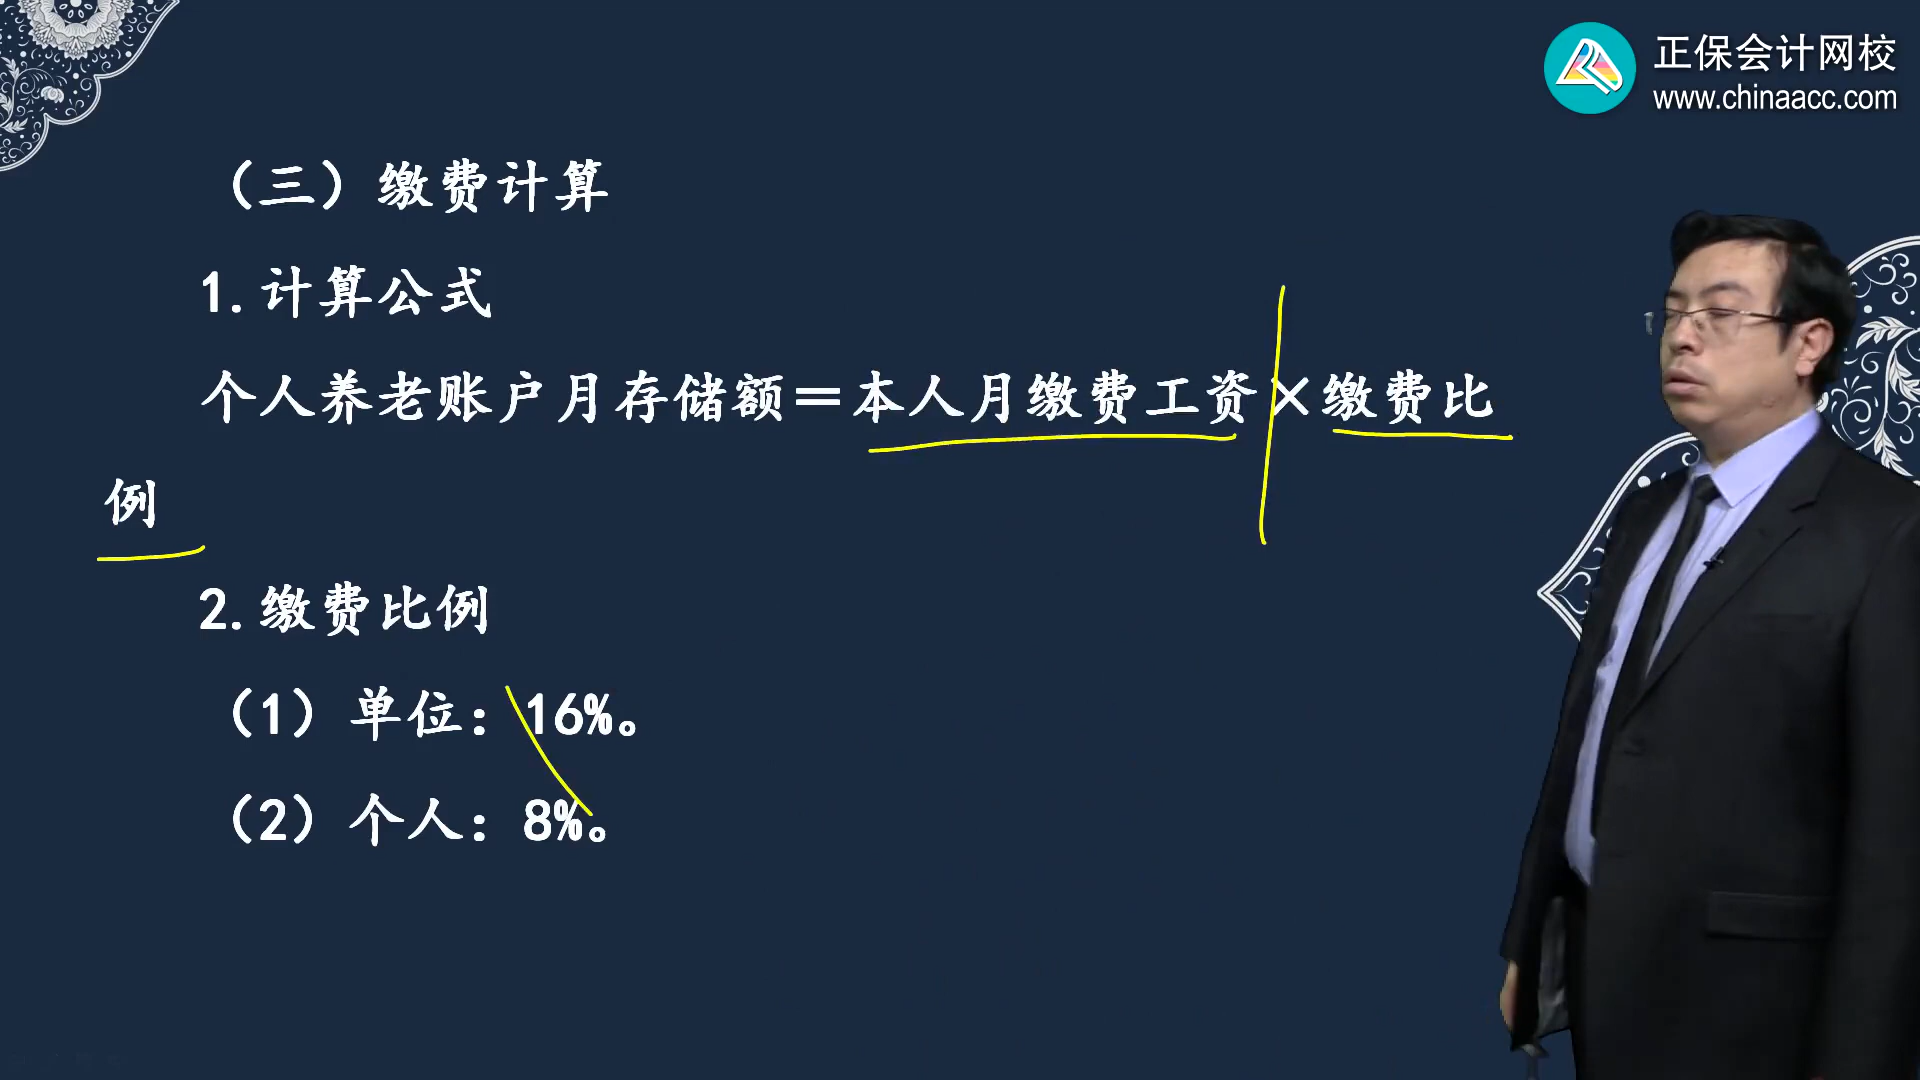 正保会计网校
www.chinaacc.com
（三）缴费计算
1.计算公式
个人养老账户月存储额＝本人月缴费工资×缴费比
例
2.缴费比例
（1）单位：16%。
（2）个人：8%。